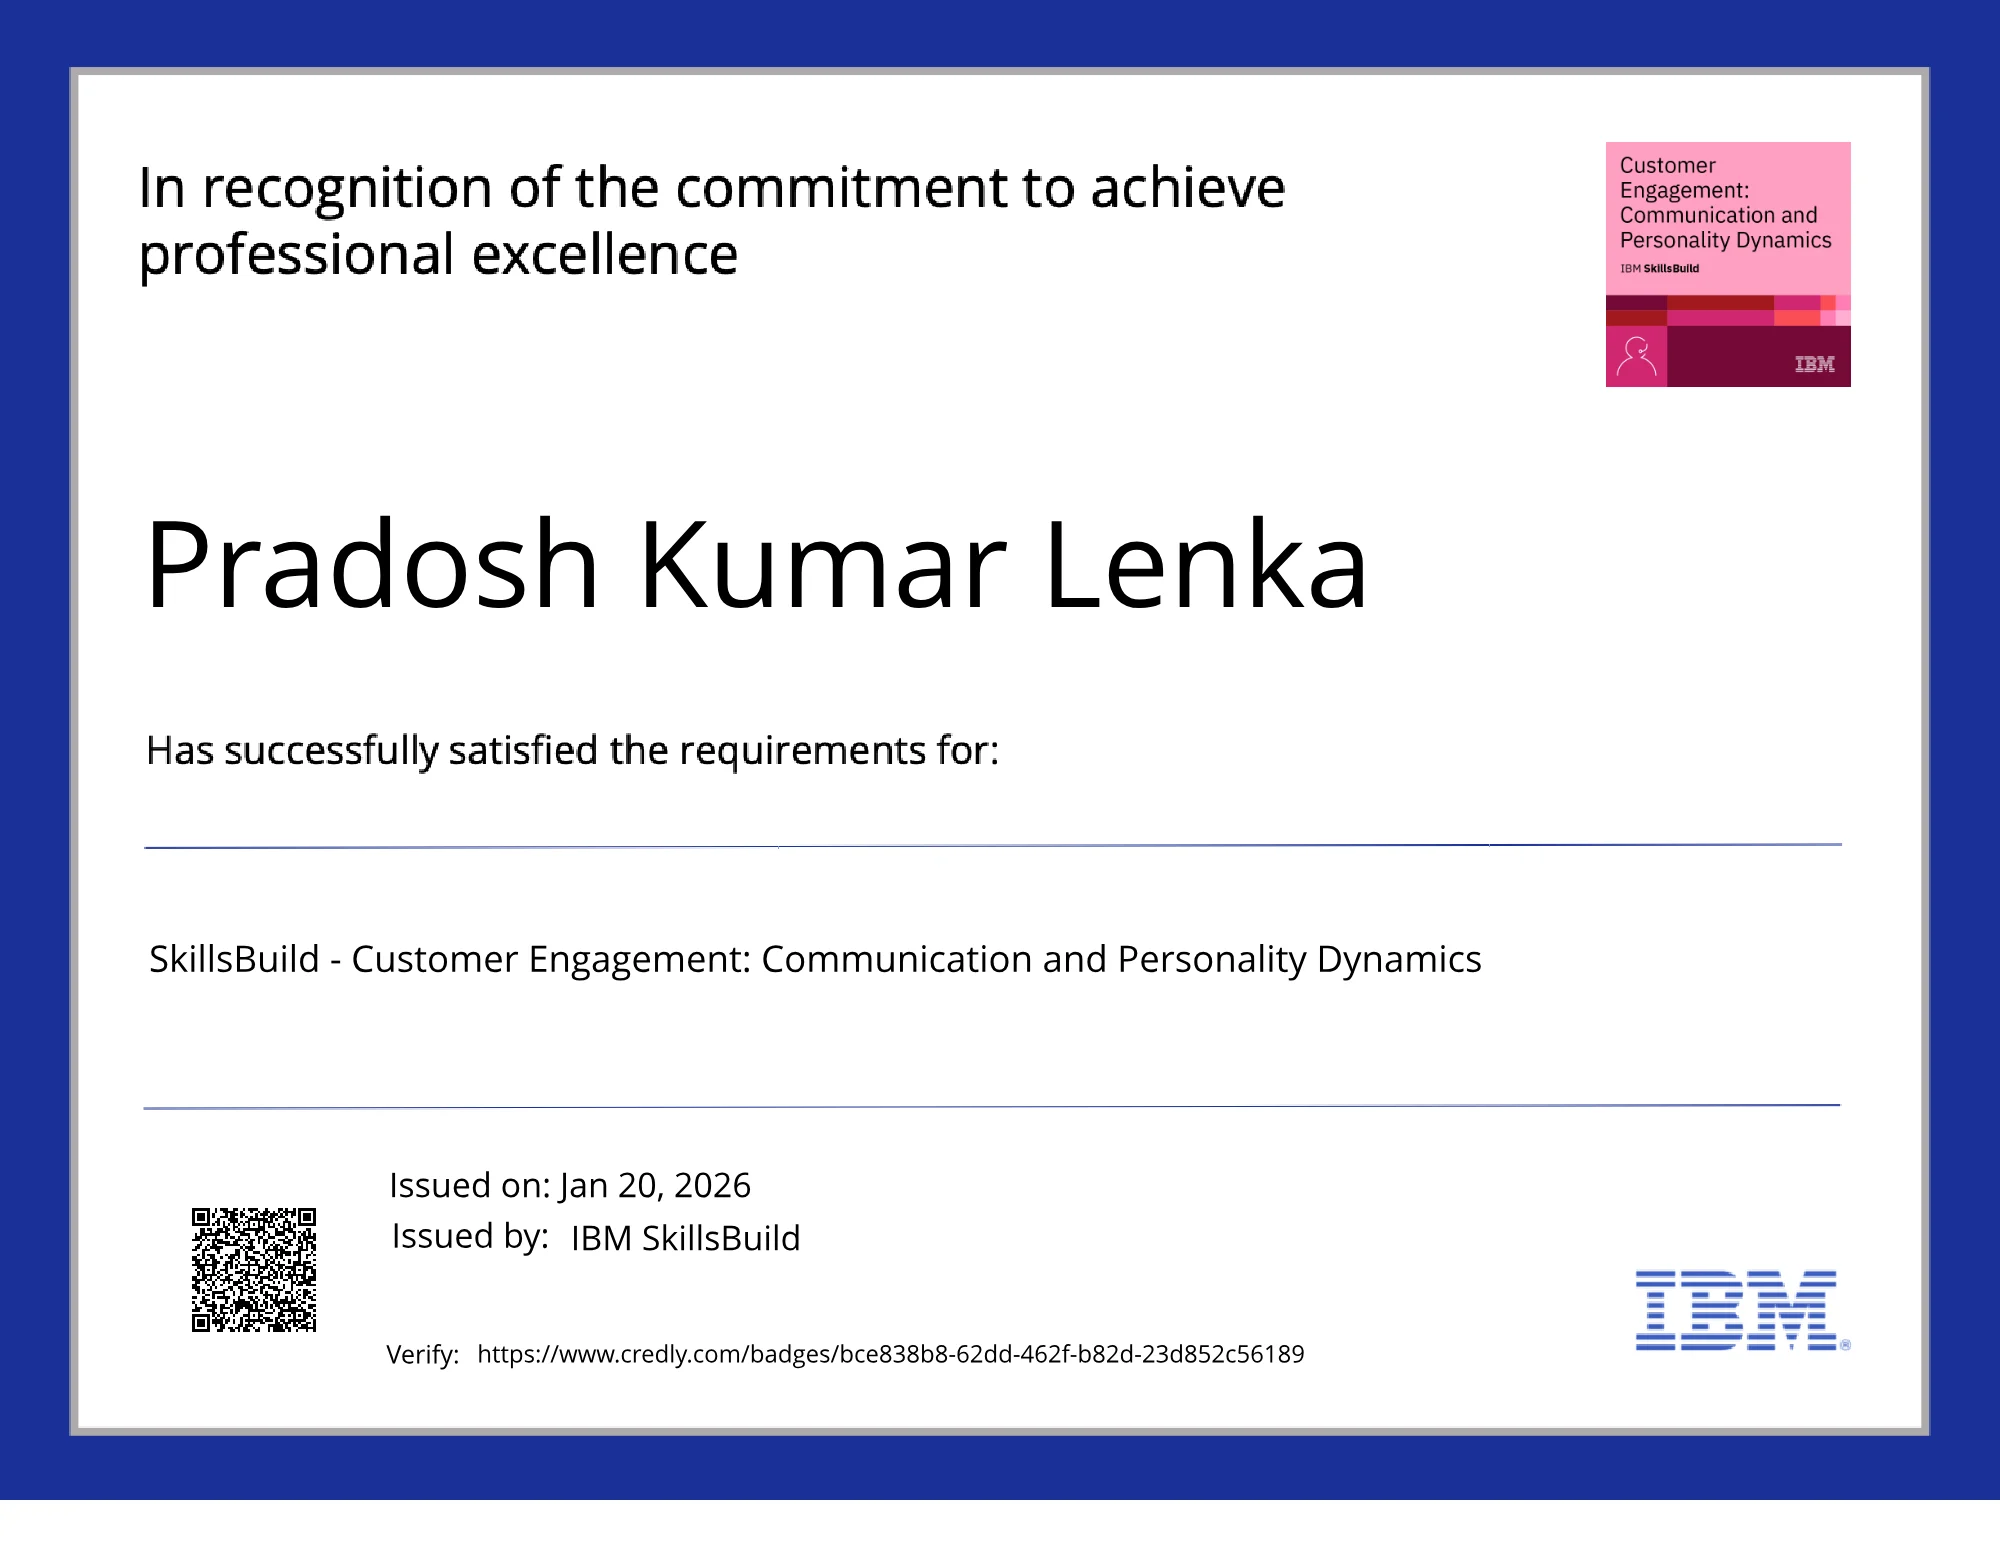 In recognition of the commitment to achieve
professional excellence
Customer
Engagement:
Communication and
Personality Dynamics
IBM SkillsBuild
IBM
Pradosh Kumar Lenka
Has successfully satisfied the requirements for:
SkillsBuild - Customer Engagement: Communication and Personality Dynamics
Issued on: Jan 20, 2026
Issued by: IBM SkillsBuild
Verify: https://www.credly.com/badges/bce838b8-62dd-462f-b82d-23d852c56189
IBM®